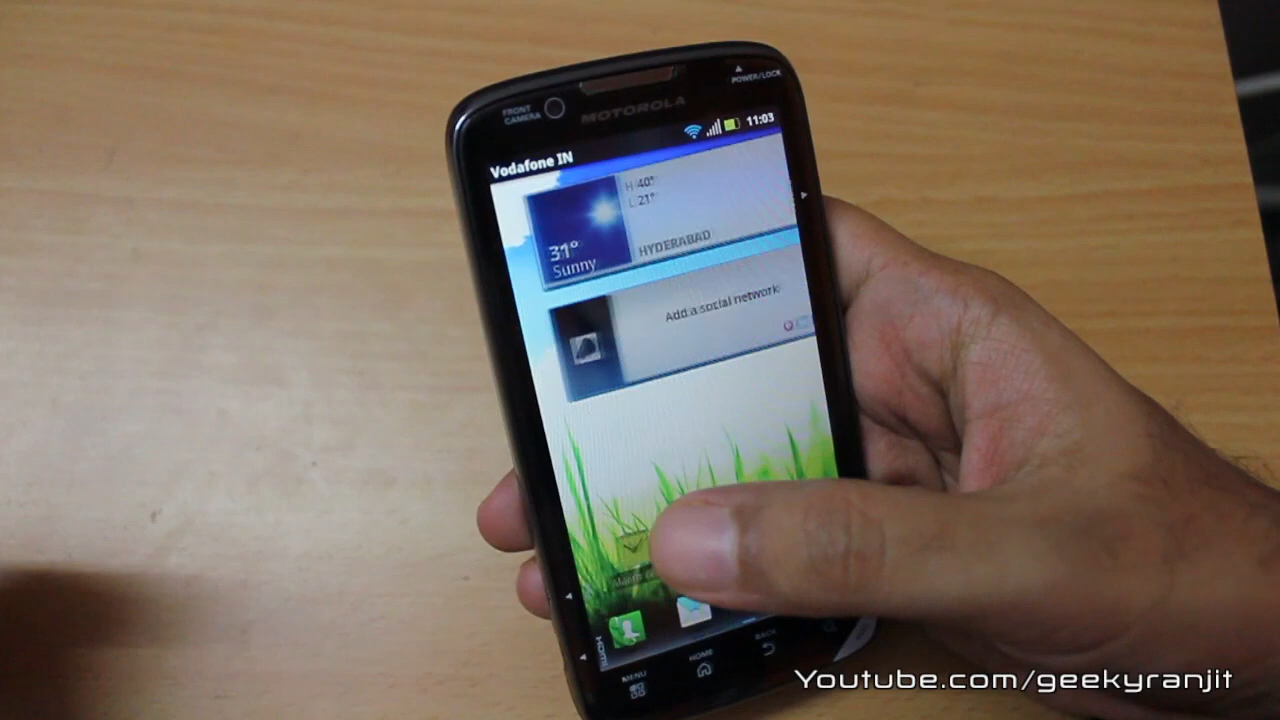 FRONT
CAMERA
MOTOROLA
POWER/LOCK
Vodafone IN
11:03
H 40°
L 21°
31°
Sunny
HYDERABAD
Add a social network
MENU
HOME
BACK
Youtube.com/geekyranjit